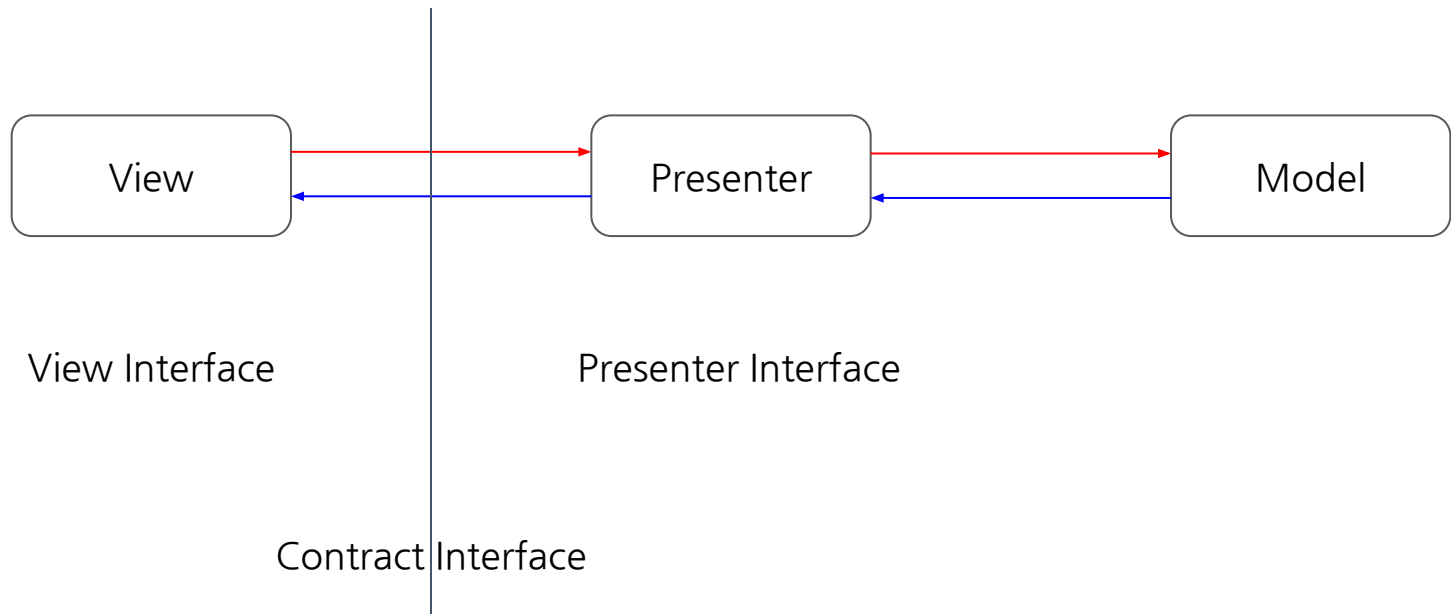 View
Presenter
Model
View Interface
Presenter Interface
Contract Interface